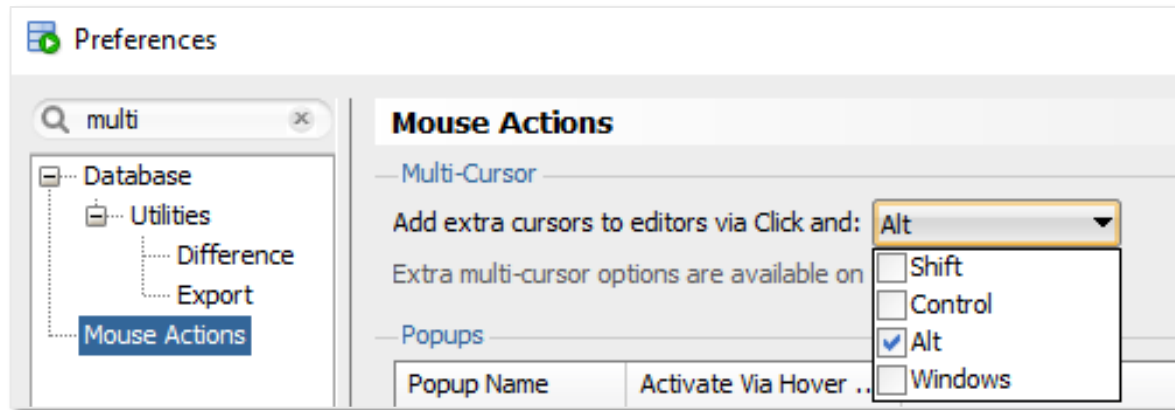 Preferences
multi
Database
Utilities
Difference
Export
Mouse Actions
Mouse Actions
Multi-Cursor
Add extra cursors to editors via Click and: Alt
Shift
Extra multi-cursor options are available on
Control
Alt
Windows
Popups
Popup Name Activate Via Hover ..